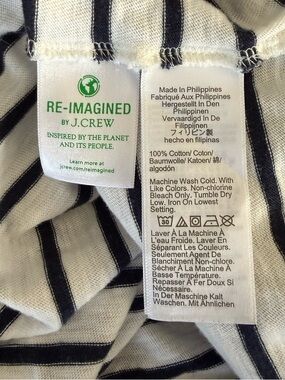 RE-IMAGINED
BY J.CREW
INSPIRED BY THE PLANET
AND ITS PEOPLE.
Learn more at
jcrew.com/reimagined
Made In Philippines
Fabriqué Aux Philippines
Hergestellt In Den
Philippinen
Vervaardigd In De
Filippijnen
フィリピン製
hecho en filipinas
100% Cotton/ Coton/
Baumwolle/ Katoen/ 綿/
algodón
Machine Wash Cold. With
Like Colors. Non-chlorine
Bleach Only. Tumble Dry
Low. Iron On Lowest
Setting.
30
Laver À La Machine À
L'eau Froide. Laver En
Séparant Les Couleurs.
Seulement Agent De
Blanchiment Non-chlore.
Sécher À La Machine À
Basse Température.
Repasser À Fer Doux Si
Nécessaire.
In Der Maschine Kalt
Waschen. Mit Ähnlichen